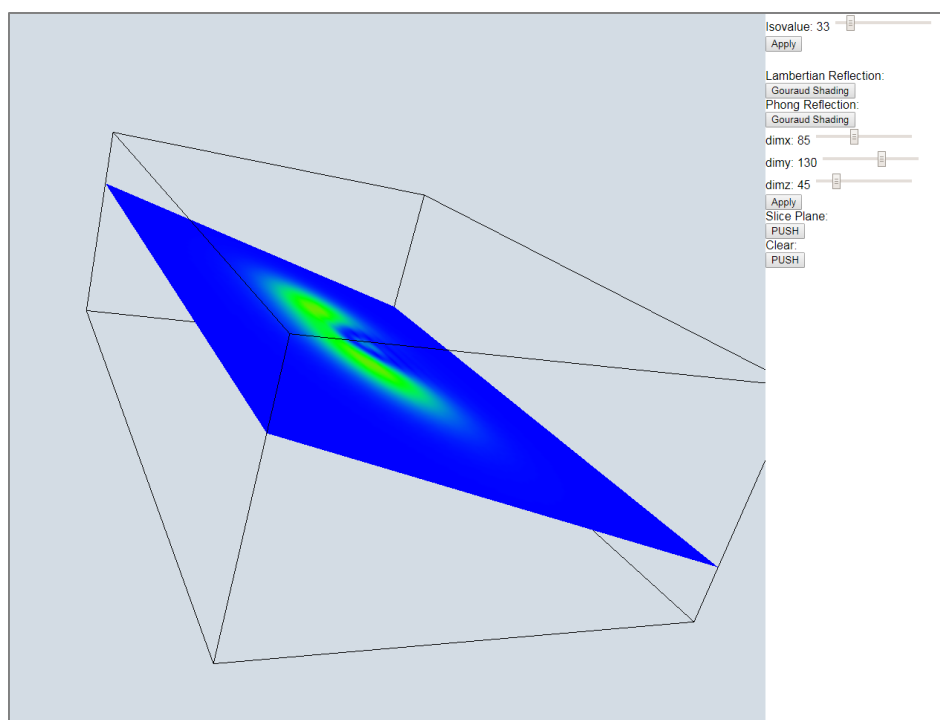 Isovalue: 33
Apply
Lambertian Reflection:
Gouraud Shading
Phong Reflection:
Gouraud Shading
dimx: 85
dimy: 130
dimz: 45
Apply
Slice Plane:
PUSH
Clear:
PUSH